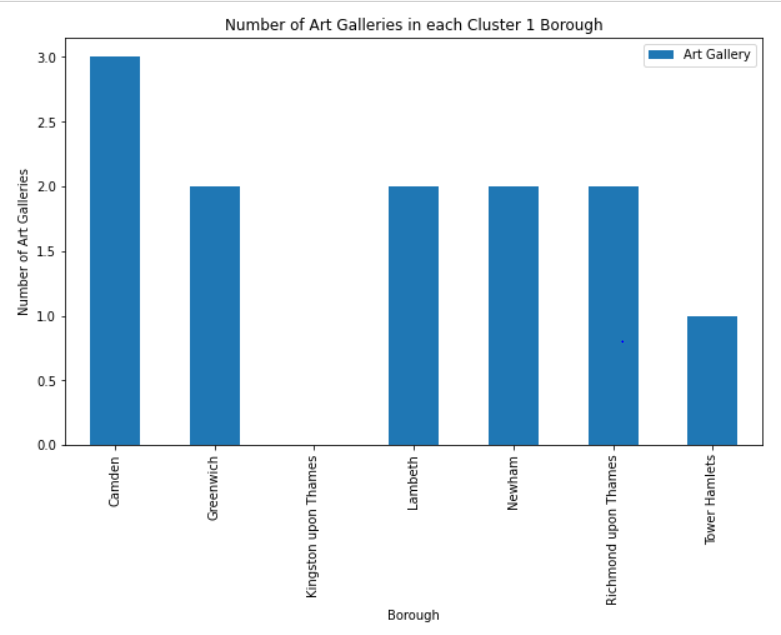 Number of Art Galleries in each Cluster 1 Borough
Art Gallery
Number of Art Galleries
3.0
2.5
2.0
1.5
1.0
0.5
0.0
Camden
Greenwich
Kingston upon Thames
Lambeth
Newham
Richmond upon Thames
Tower Hamlets
Borough